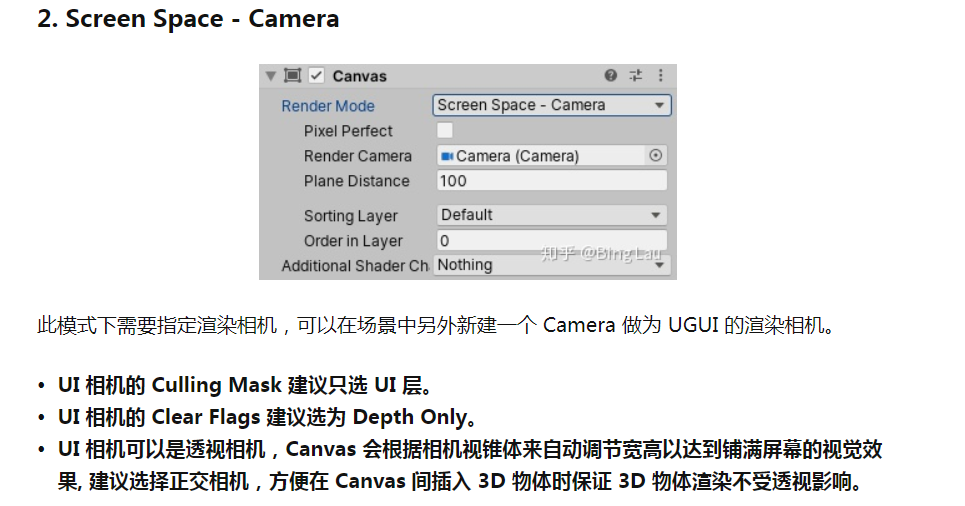 2. Screen Space - Camera
Canvas
Render Mode Screen Space - Camera
Pixel Perfect
Render Camera Camera (Camera)
Plane Distance 100
Sorting Layer Default
Order in Layer 0
知乎 @BingLau
Additional Shader Ch Nothing
此模式下需要指定渲染相机，可以在场景中另外新建一个 Camera 做为 UGUI 的渲染相机。
• UI 相机的 Culling Mask 建议只选 UI 层。
• UI 相机的 Clear Flags 建议选为 Depth Only。
• UI 相机可以是透视相机，Canvas 会根据相机视锥体来自动调节宽高以达到铺满屏幕的视觉效
果, 建议选择正交相机，方便在 Canvas 间插入 3D 物体时保证 3D 物体渲染不受透视影响。